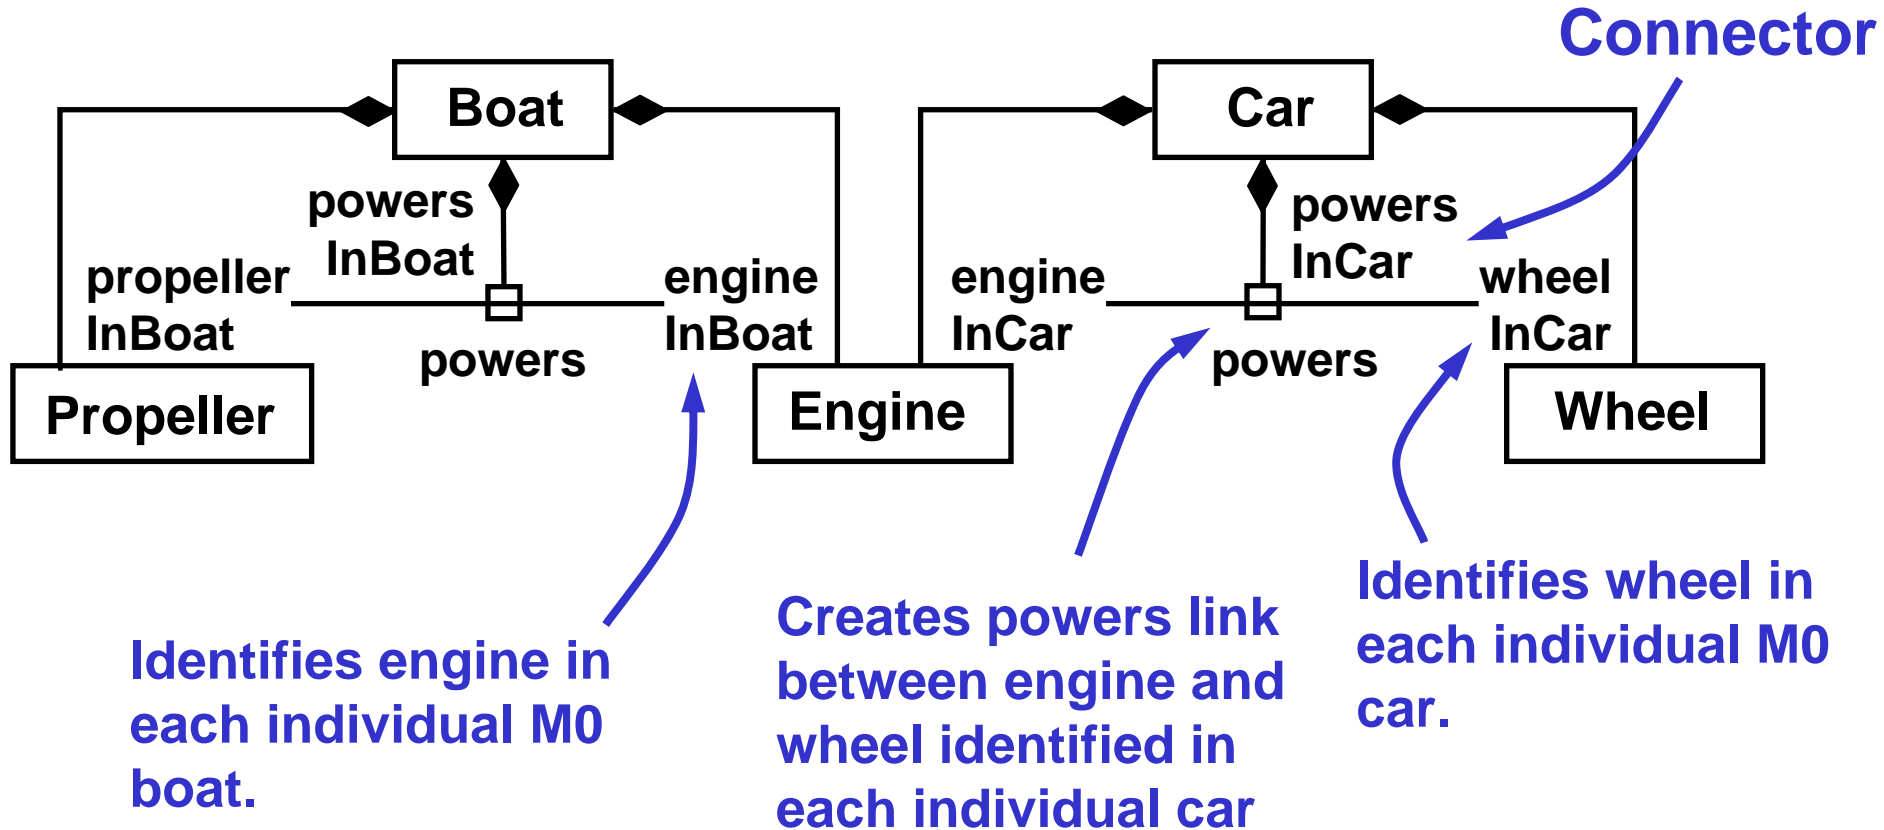 Connector
Boat
Car
powers
InBoat
powers
InCar
propeller
InBoat
engine
InBoat
engine
InCar
wheel
InCar
powers
powers
Propeller
Engine
Wheel
Identifies engine in
each individual M0
boat.
Creates powers link
between engine and
wheel identified in
each individual car
Identifies wheel in
each individual M0
car.